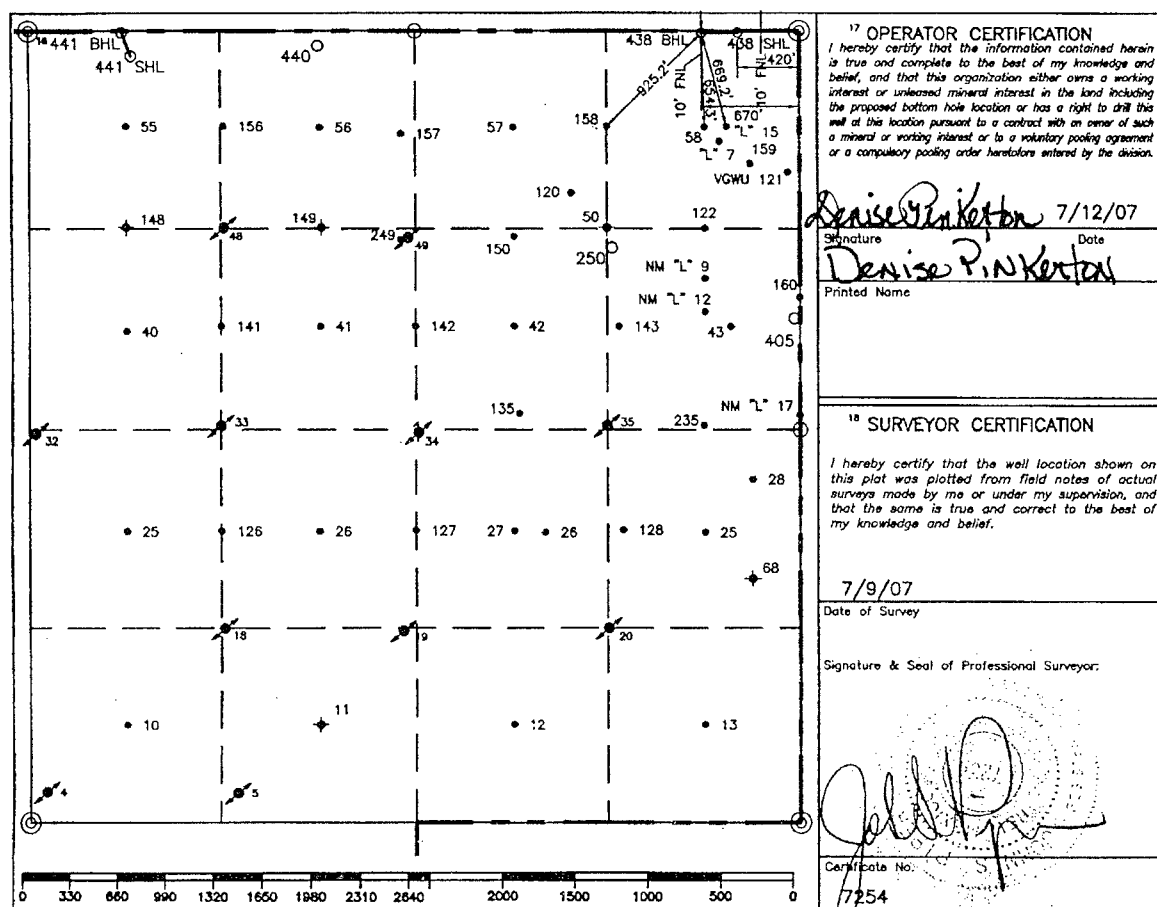 16 441 BHL
441 SHL
440
438 BHL
438 SHL
420'
925.2'
10' FNL
654.3'
669.2'
10' FNL
670'
55
156
56
157
57
158
58
"L" 15
"L" 7
159
VGWU 121
120
148
48
149
249
49
150
50
250
122
NM "L" 9
NM "L" 12
160
405
40
141
41
142
42
143
43
135
NM "L" 17
32
33
34
35
235
28
25
126
26
127
27
26
128
25
68
18
19
20
10
11
12
13
4
5
0 330 660 990 1320 1650 1980 2310 2640 2000 1500 1000 500 0
17 OPERATOR CERTIFICATION
I hereby certify that the information contained herein
is true and complete to the best of my knowledge and
belief, and that this organization either owns a working
interest or unleased mineral interest in the land including
the proposed bottom hole location or has a right to drill this
well at this location pursuant to a contract with an owner of such
a mineral or working interest or to a voluntary pooling agreement
or a compulsory pooling order heretofore entered by the division.
Denise Pinkerton 7/12/07
Signature Date
Denise Pinkerton
Printed Name
18 SURVEYOR CERTIFICATION
I hereby certify that the well location shown on
this plat was plotted from field notes of actual
surveys made by me or under my supervision, and
that the same is true and correct to the best of
my knowledge and belief.
7/9/07
Date of Survey
Signature & Seal of Professional Surveyor:
Certificate No.
7254